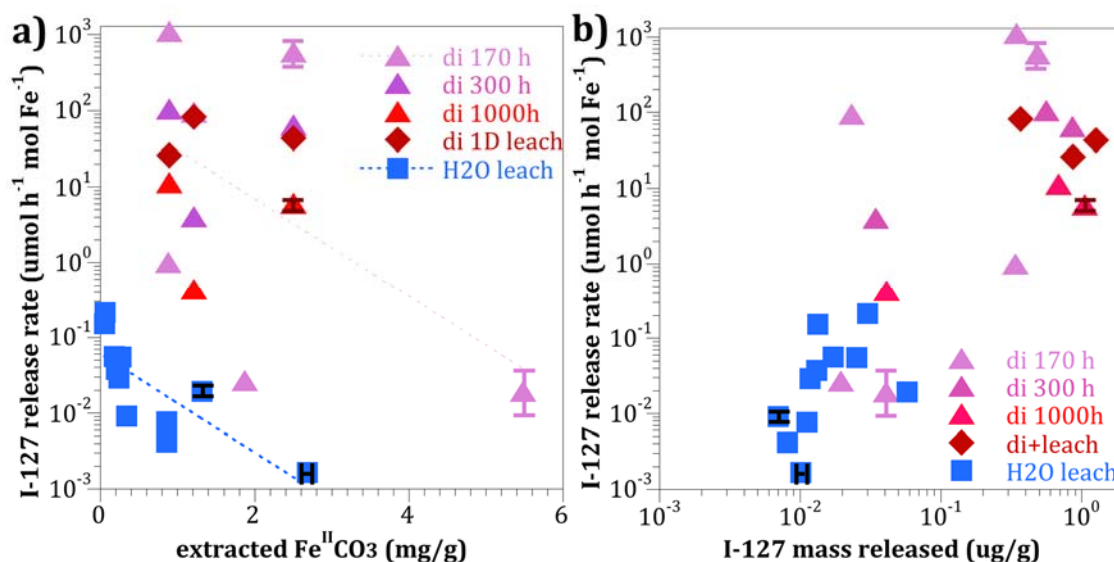 a)
I-127 release rate (umol h⁻¹ mol Fe⁻¹)
10³
10²
10¹
10⁰
10⁻¹
10⁻²
10⁻³
di 170 h
di 300 h
di 1000h
di 1D leach
H2O leach
0
2
4
6
extracted FeᴵᴵCO3 (mg/g)
b)
I-127 release rate (umol h⁻¹ mol Fe⁻¹)
10³
10²
10¹
10⁰
10⁻¹
10⁻²
10⁻³
di 170 h
di 300 h
di 1000h
di+leach
H2O leach
10⁻³
10⁻²
10⁻¹
10⁰
I-127 mass released (ug/g)